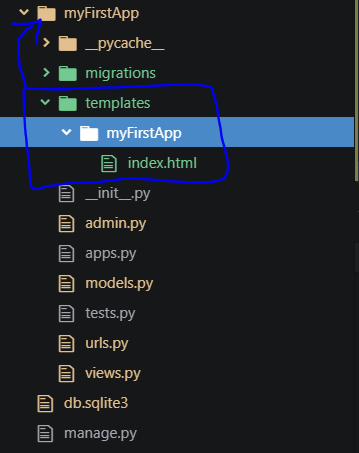 myFirstApp
__pycache__
migrations
templates
myFirstApp
index.html
__init__.py
admin.py
apps.py
models.py
tests.py
urls.py
views.py
db.sqlite3
manage.py